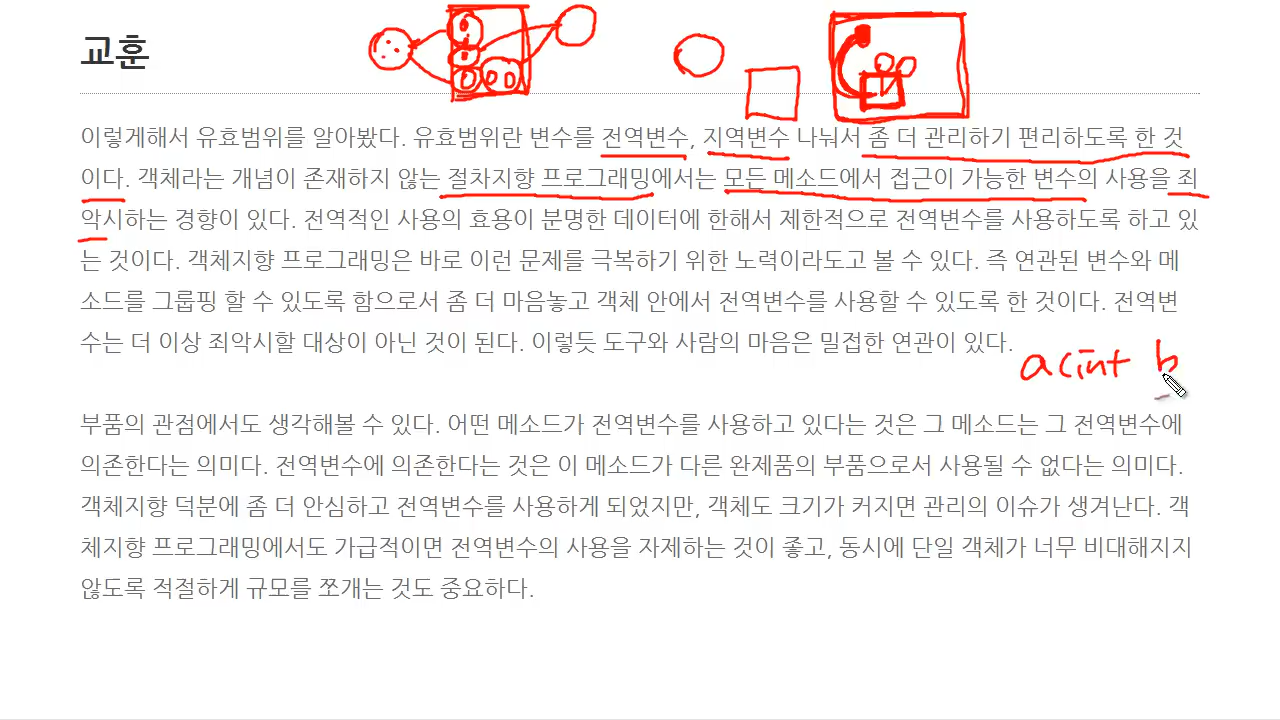 교훈
이렇게해서 유효범위를 알아봤다. 유효범위란 변수를 전역변수, 지역변수 나눠서 좀 더 관리하기 편리하도록 한 것
이다. 객체라는 개념이 존재하지 않는 절차지향 프로그래밍에서는 모든 메소드에서 접근이 가능한 변수의 사용을 죄
악시하는 경향이 있다. 전역적인 사용의 효용이 분명한 데이터에 한해서 제한적으로 전역변수를 사용하도록 하고 있
는 것이다. 객체지향 프로그래밍은 바로 이런 문제를 극복하기 위한 노력이라도고 볼 수 있다. 즉 연관된 변수와 메
소드를 그룹핑 할 수 있도록 함으로서 좀 더 마음놓고 객체 안에서 전역변수를 사용할 수 있도록 한 것이다. 전역변
수는 더 이상 죄악시할 대상이 아닌 것이 된다. 이렇듯 도구와 사람의 마음은 밀접한 연관이 있다.
a(int b
부품의 관점에서도 생각해볼 수 있다. 어떤 메소드가 전역변수를 사용하고 있다는 것은 그 메소드는 그 전역변수에
의존한다는 의미다. 전역변수에 의존한다는 것은 이 메소드가 다른 완제품의 부품으로서 사용될 수 없다는 의미다.
객체지향 덕분에 좀 더 안심하고 전역변수를 사용하게 되었지만, 객체도 크기가 커지면 관리의 이슈가 생겨난다. 객
체지향 프로그래밍에서도 가급적이면 전역변수의 사용을 자제하는 것이 좋고, 동시에 단일 객체가 너무 비대해지지
않도록 적절하게 규모를 쪼개는 것도 중요하다.